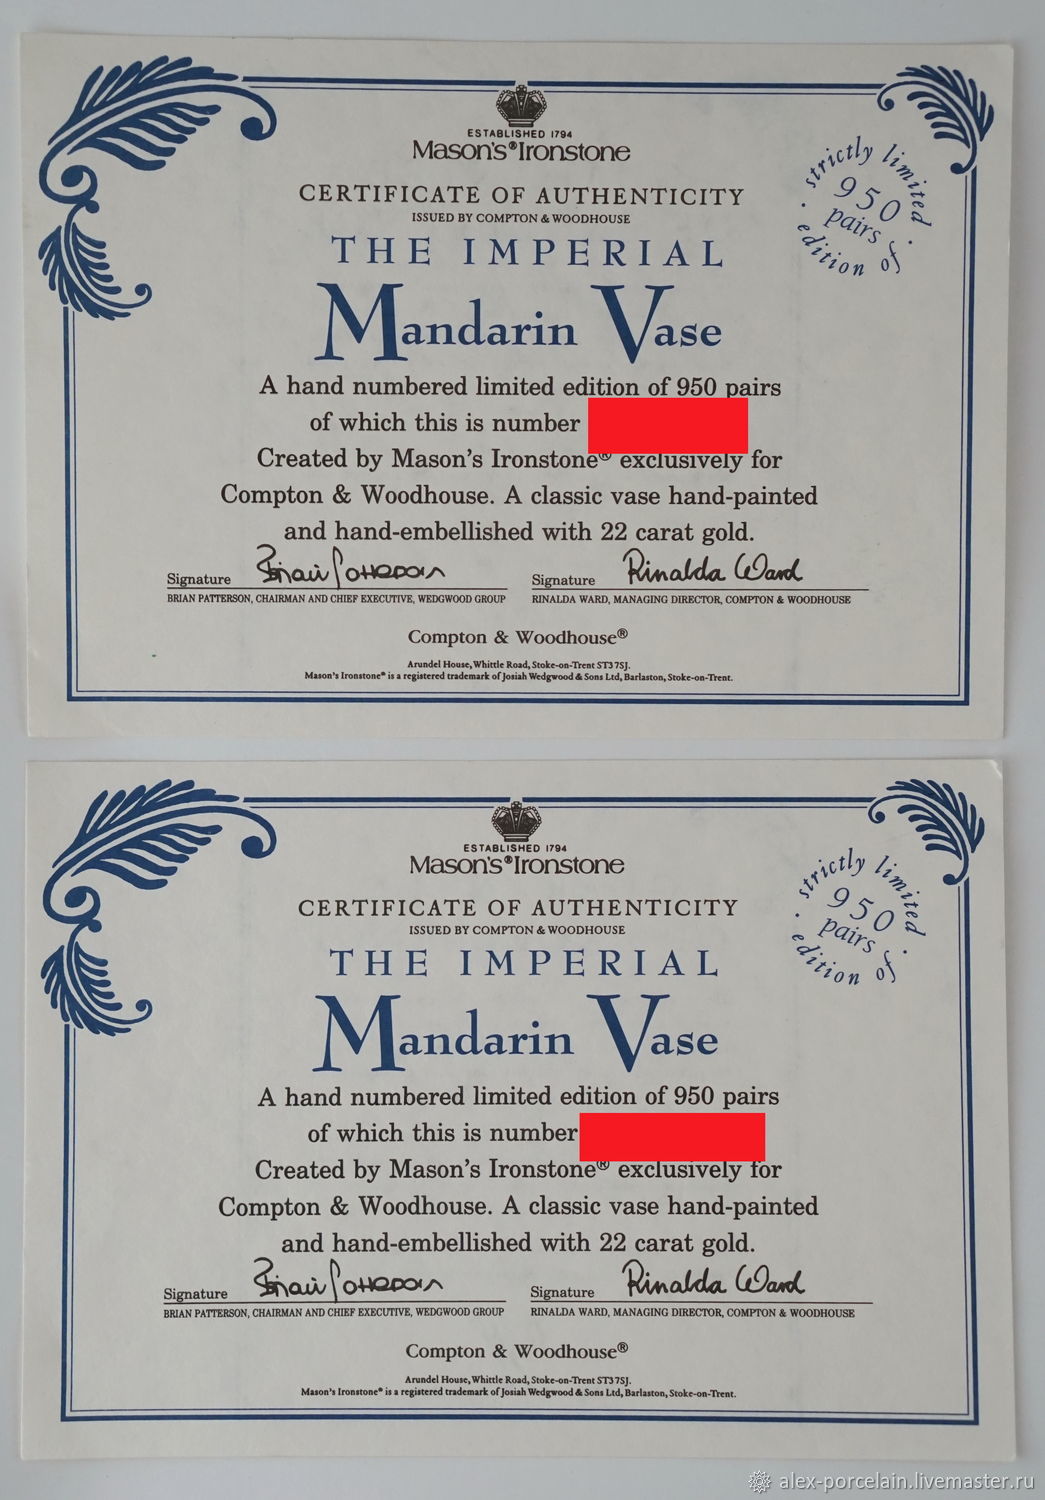 ESTABLISHED 1794
Mason's® Ironstone
CERTIFICATE OF AUTHENTICITY
ISSUED BY COMPTON & WOODHOUSE
strictly limited edition of
950
pairs
THE IMPERIAL
Mandarin Vase
A hand numbered limited edition of 950 pairs
of which this is number
Created by Mason's Ironstone® exclusively for
Compton & Woodhouse. A classic vase hand-painted
and hand-embellished with 22 carat gold.
Signature Brian Patterson Signature Rinalda Ward
BRIAN PATTERSON, CHAIRMAN AND CHIEF EXECUTIVE, WEDGWOOD GROUP RINALDA WARD, MANAGING DIRECTOR, COMPTON & WOODHOUSE
Compton & Woodhouse®
Arundel House, Whittle Road, Stoke-on-Trent ST3 7SJ.
Mason's Ironstone® is a registered trademark of Josiah Wedgwood & Sons Ltd, Barlaston, Stoke-on-Trent.
ESTABLISHED 1794
Mason's® Ironstone
CERTIFICATE OF AUTHENTICITY
ISSUED BY COMPTON & WOODHOUSE
strictly limited edition of
950
pairs
THE IMPERIAL
Mandarin Vase
A hand numbered limited edition of 950 pairs
of which this is number
Created by Mason's Ironstone® exclusively for
Compton & Woodhouse. A classic vase hand-painted
and hand-embellished with 22 carat gold.
Signature Brian Patterson Signature Rinalda Ward
BRIAN PATTERSON, CHAIRMAN AND CHIEF EXECUTIVE, WEDGWOOD GROUP RINALDA WARD, MANAGING DIRECTOR, COMPTON & WOODHOUSE
Compton & Woodhouse®
Arundel House, Whittle Road, Stoke-on-Trent ST3 7SJ.
Mason's Ironstone® is a registered trademark of Josiah Wedgwood & Sons Ltd, Barlaston, Stoke-on-Trent.
alex-porcelain.livemaster.ru